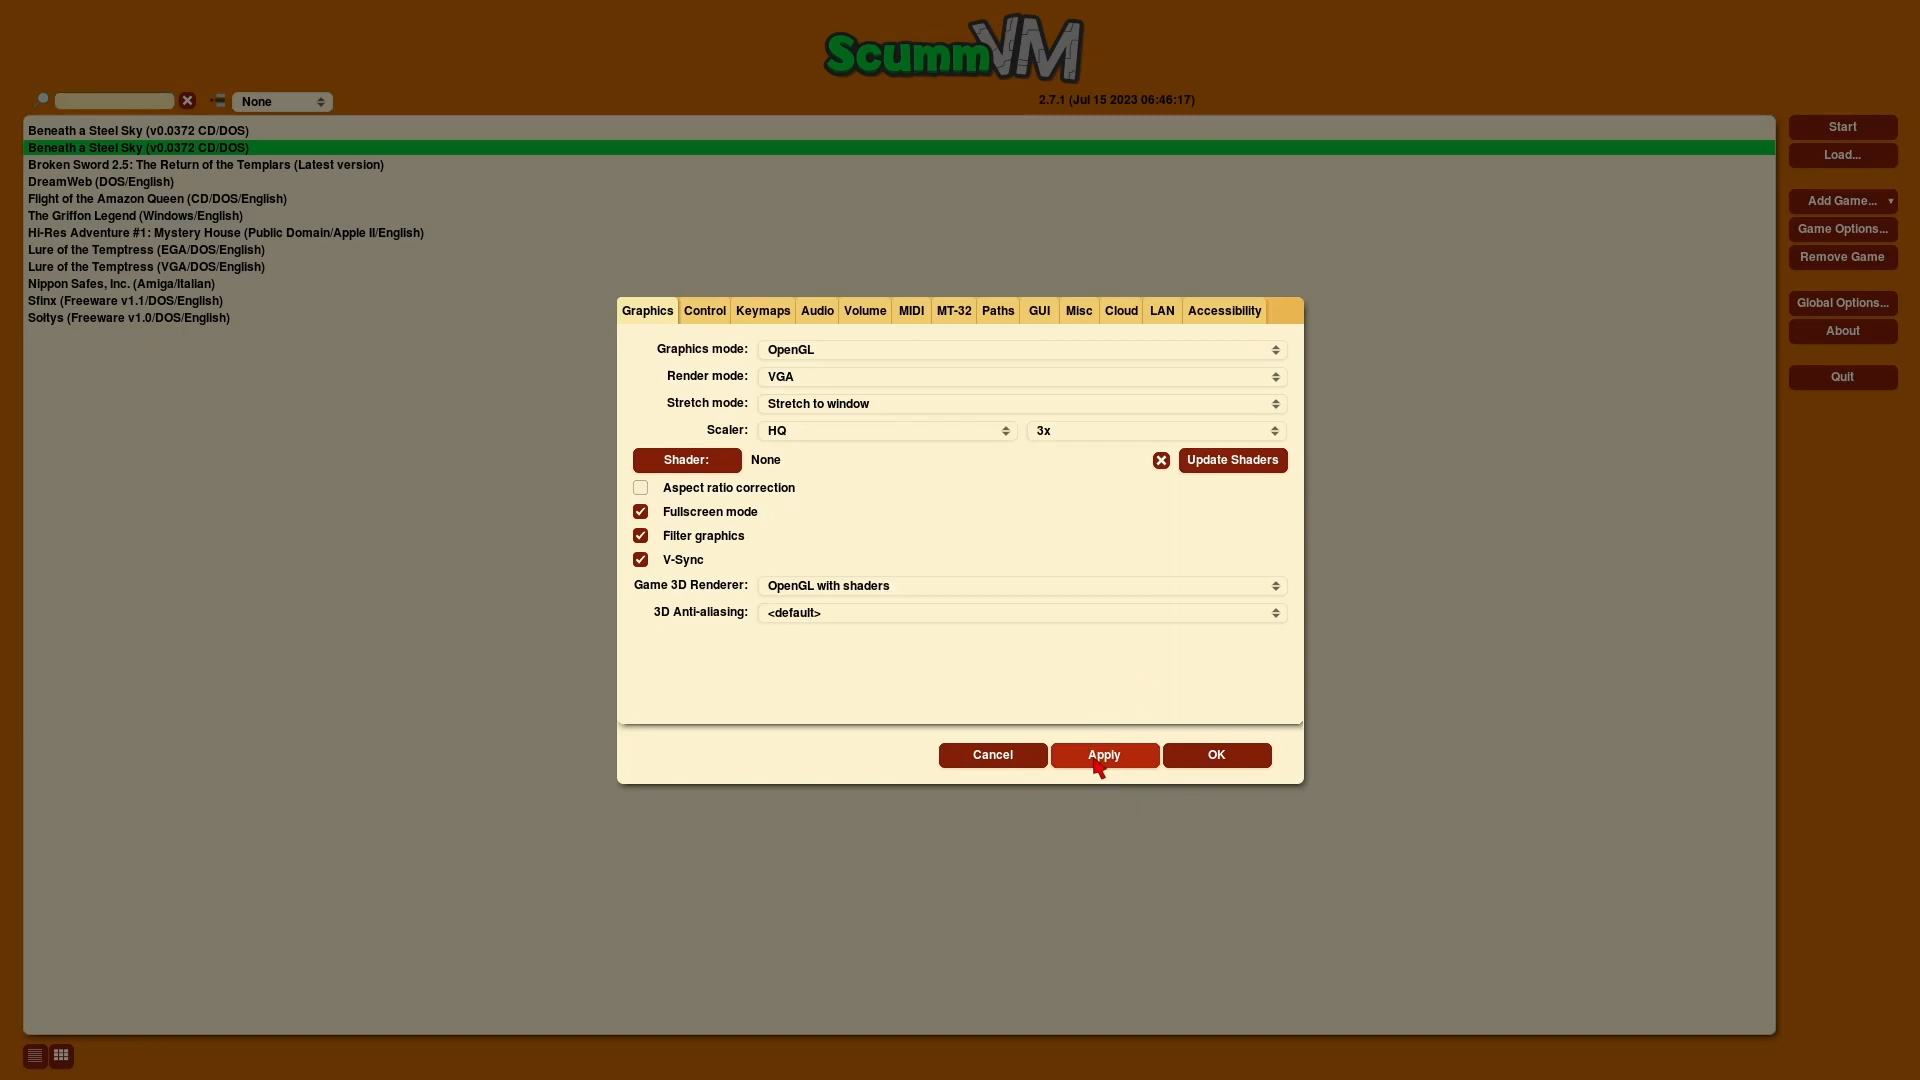 ScummVM
None
2.7.1 (Jul 15 2023 06:46:17)
Beneath a Steel Sky (v0.0372 CD/DOS)
Beneath a Steel Sky (v0.0372 CD/DOS)
Broken Sword 2.5: The Return of the Templars (Latest version)
DreamWeb (DOS/English)
Flight of the Amazon Queen (CD/DOS/English)
The Griffon Legend (Windows/English)
Hi-Res Adventure #1: Mystery House (Public Domain/Apple II/English)
Lure of the Temptress (EGA/DOS/English)
Lure of the Temptress (VGA/DOS/English)
Nippon Safes, Inc. (Amiga/Italian)
Sfinx (Freeware v1.1/DOS/English)
Sołtys (Freeware v1.0/DOS/English)
Start
Load...
Add Game...
Game Options...
Remove Game
Global Options...
About
Quit
Graphics Control Keymaps Audio Volume MIDI MT-32 Paths GUI Misc Cloud LAN Accessibility
Graphics mode: OpenGL
Render mode: VGA
Stretch mode: Stretch to window
Scaler: HQ 3x
Shader: None Update Shaders
Aspect ratio correction
Fullscreen mode
Filter graphics
V-Sync
Game 3D Renderer: OpenGL with shaders
3D Anti-aliasing: <default>
Cancel Apply OK